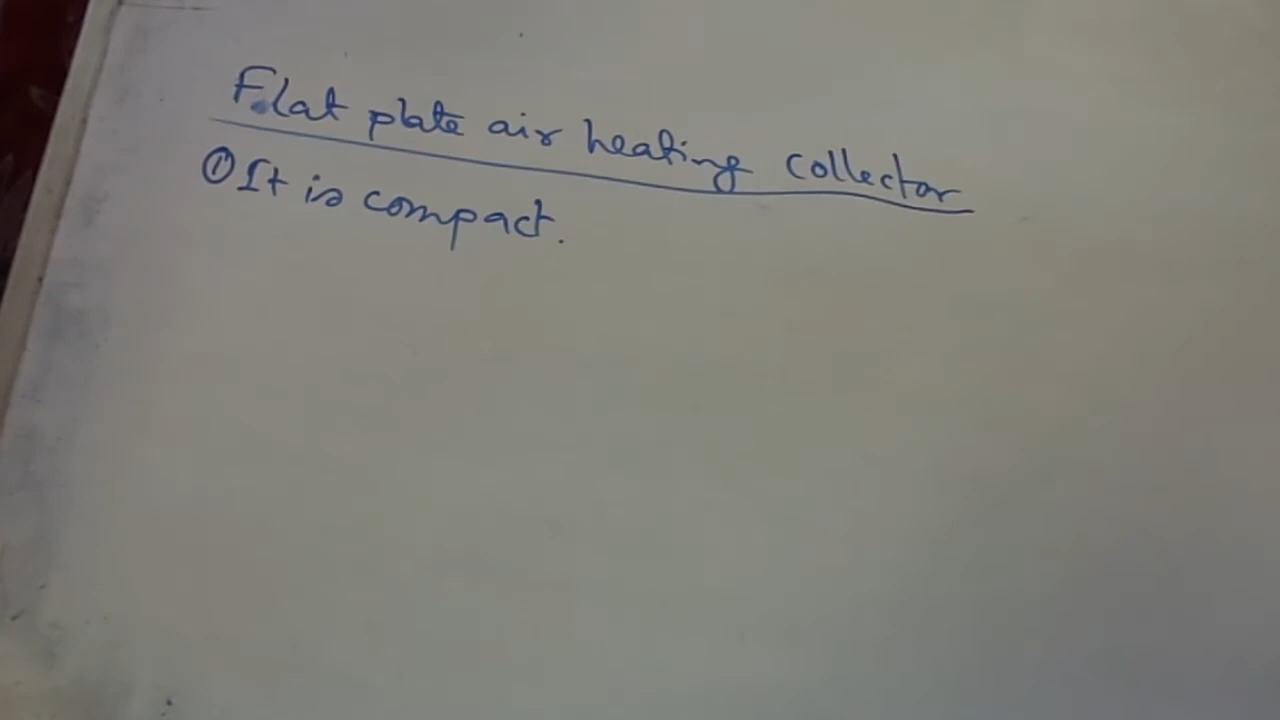 Flat plate air heating collector
① It is compact.